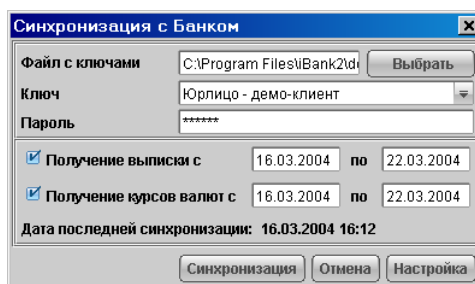 Синхронизация с Банком
Файл с ключами C:\Program Files\iBank2\d Выбрать
Ключ Юрлицо - демо-клиент
Пароль ******
Получение выписки с 16.03.2004 по 22.03.2004
Получение курсов валют с 16.03.2004 по 22.03.2004
Дата последней синхронизации: 16.03.2004 16:12
Синхронизация Отмена Настройка